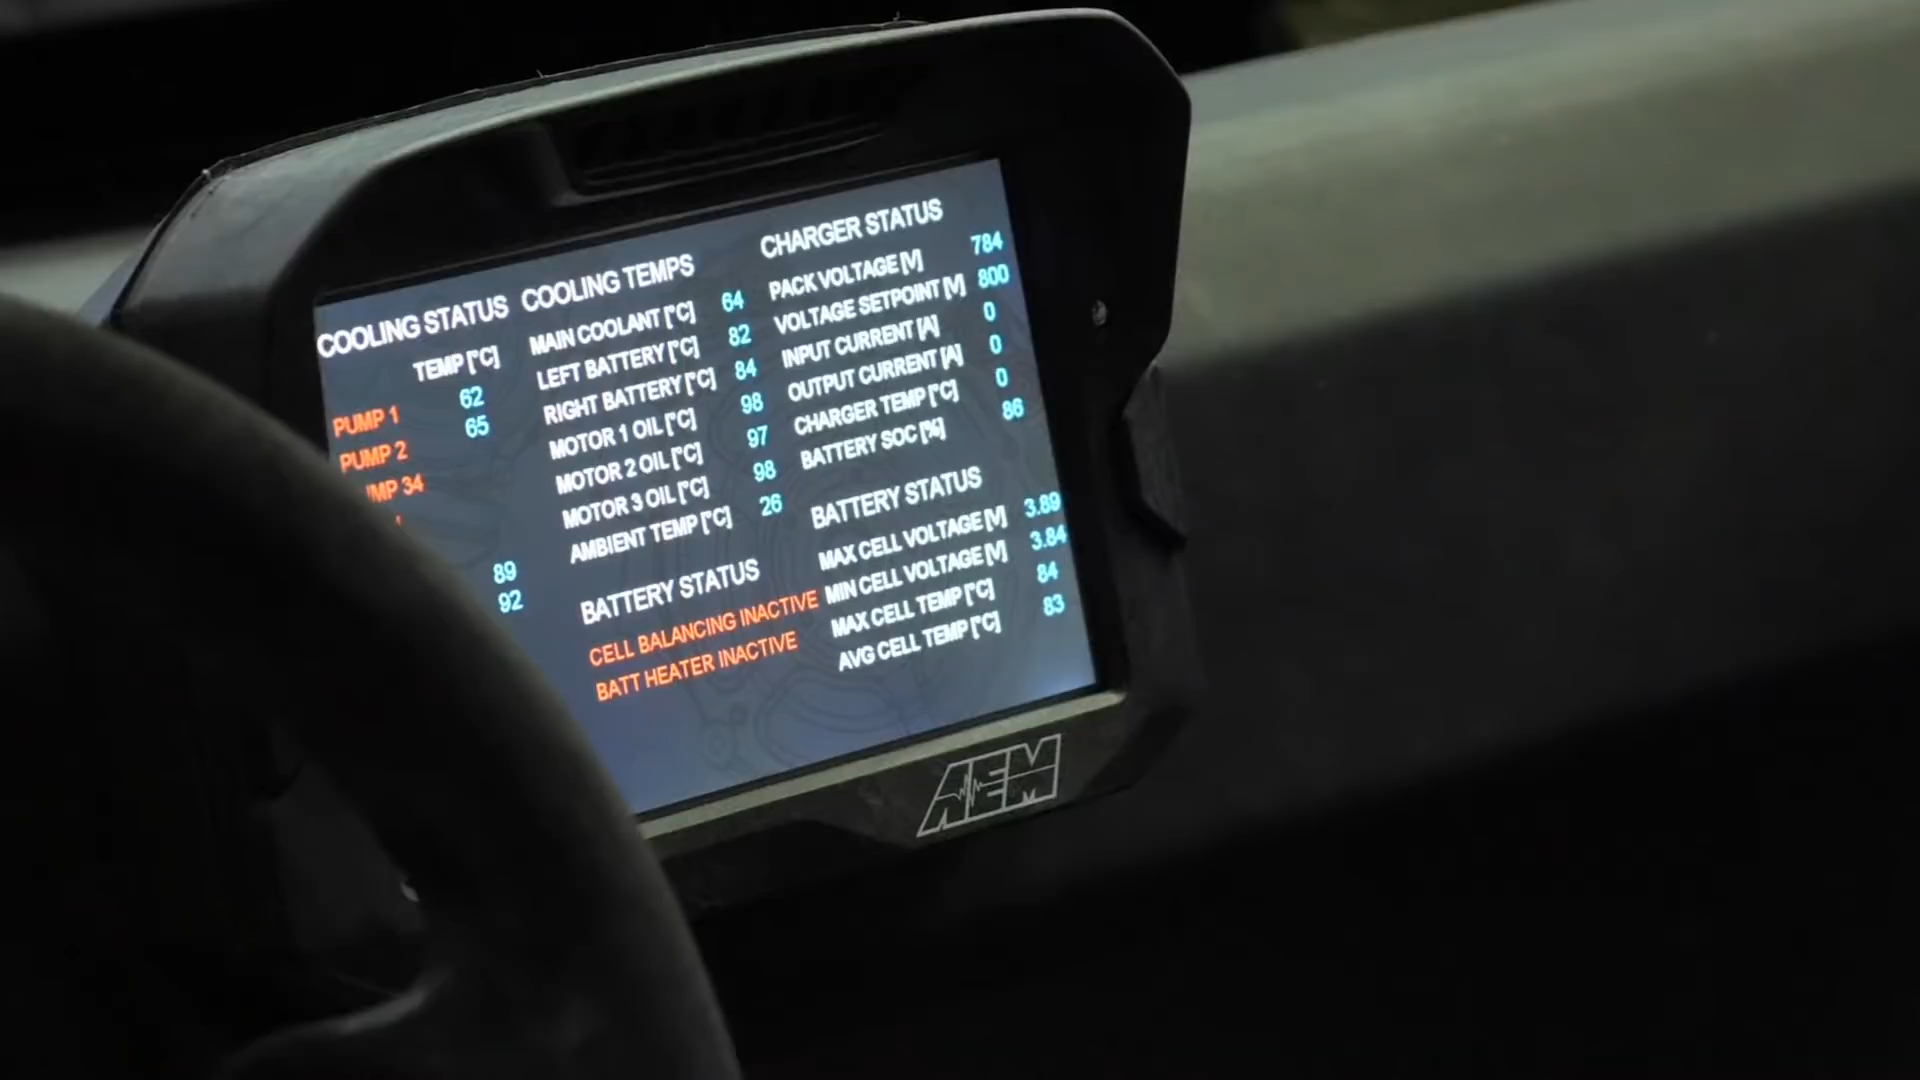 COOLING STATUS
TEMP [°C]
PUMP 1 62
PUMP 2 65
MP 34
89
92
COOLING TEMPS
MAIN COOLANT [°C] 64
LEFT BATTERY [°C] 82
RIGHT BATTERY [°C] 84
MOTOR 1 OIL [°C] 98
MOTOR 2 OIL [°C] 97
MOTOR 3 OIL [°C] 98
AMBIENT TEMP [°C] 26
BATTERY STATUS
CELL BALANCING INACTIVE
BATT HEATER INACTIVE
CHARGER STATUS
PACK VOLTAGE [V] 784
VOLTAGE SETPOINT [V] 800
INPUT CURRENT [A] 0
OUTPUT CURRENT [A] 0
CHARGER TEMP [°C] 0
BATTERY SOC [%] 86
BATTERY STATUS
MAX CELL VOLTAGE [V] 3.89
MIN CELL VOLTAGE [V] 3.84
MAX CELL TEMP [°C] 84
AVG CELL TEMP [°C] 83
AEM